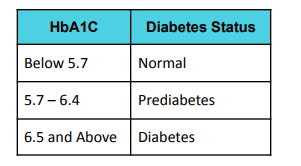 HbA1C Diabetes Status
Below 5.7 Normal
5.7 – 6.4 Prediabetes
6.5 and Above Diabetes